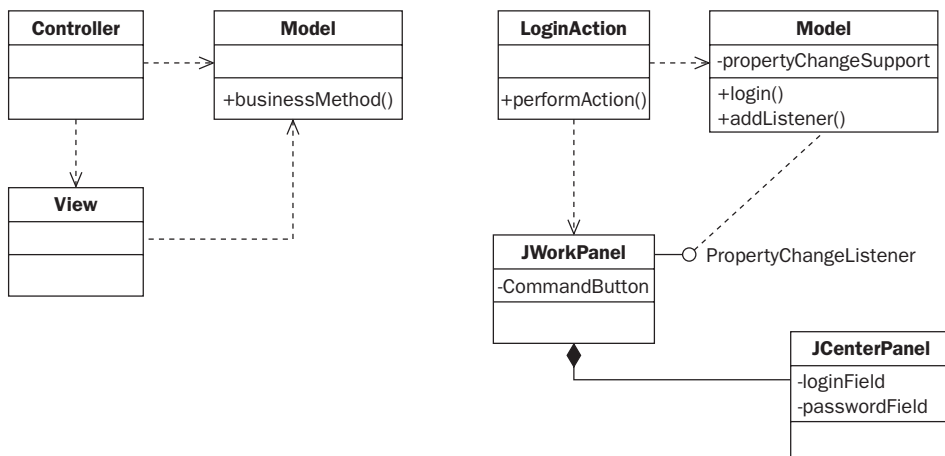 Controller
Model
+businessMethod()
View
LoginAction
+performAction()
Model
-propertyChangeSupport
+login()
+addListener()
JWorkPanel
-CommandButton
PropertyChangeListener
JCenterPanel
-loginField
-passwordField